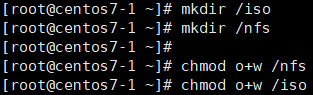 [root@centos7-1 ~]# mkdir /iso
[root@centos7-1 ~]# mkdir /nfs
[root@centos7-1 ~]#
[root@centos7-1 ~]# chmod o+w /nfs
[root@centos7-1 ~]# chmod o+w /iso